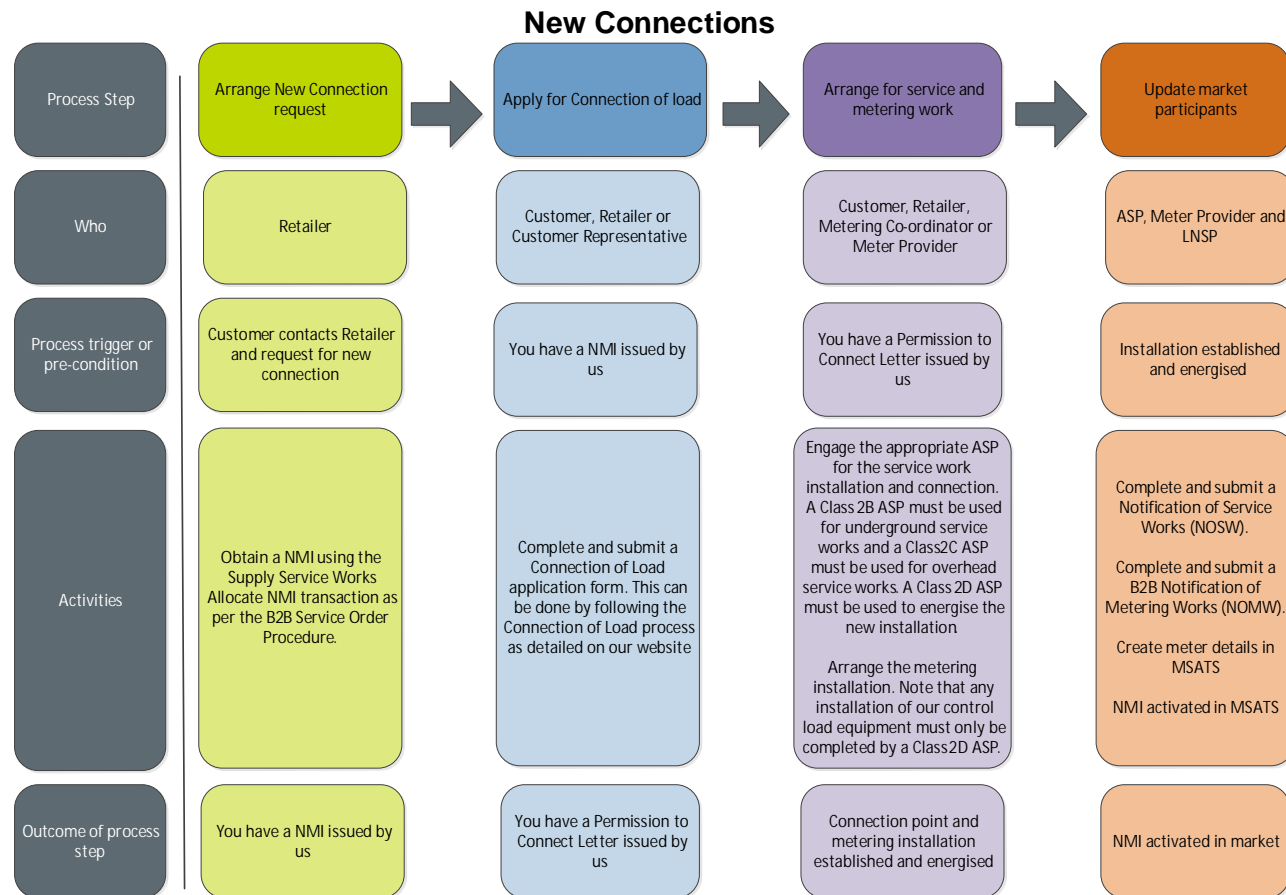 New Connections
Process Step
Arrange New Connection
request
Apply for Connection of load
Arrange for service and
metering work
Update market
participants
Who
Retailer
Customer, Retailer or
Customer Representative
Customer, Retailer,
Metering Co-ordinator or
Meter Provider
ASP, Meter Provider and
LNSP
Process trigger or
pre-condition
Customer contacts Retailer
and request for new
connection
You have a NMI issued by
us
You have a Permission to
Connect Letter issued by
us
Installation established
and energised
Activities
Obtain a NMI using the
Supply Service Works
Allocate NMI transaction as
per the B2B Service Order
Procedure.
Complete and submit a
Connection of Load
application form. This can
be done by following the
Connection of Load process
as detailed on our website
Engage the appropriate ASP
for the service work
installation and connection.
A Class 2B ASP must be used
for underground service
works and a Class2C ASP
must be used for overhead
service works. A Class 2D ASP
must be used to energise the
new installation.
Arrange the metering
installation. Note that any
installation of our control
load equipment must only be
completed by a Class2D ASP.
Complete and submit a
Notification of Service
Works (NOSW).
Complete and submit a
B2B Notification of
Metering Works (NOMW).
Create meter details in
MSATS
NMI activated in MSATS
Outcome of process
step
You have a NMI issued by
us
You have a Permission to
Connect Letter issued by
us
Connection point and
metering installation
established and energised
NMI activated in market